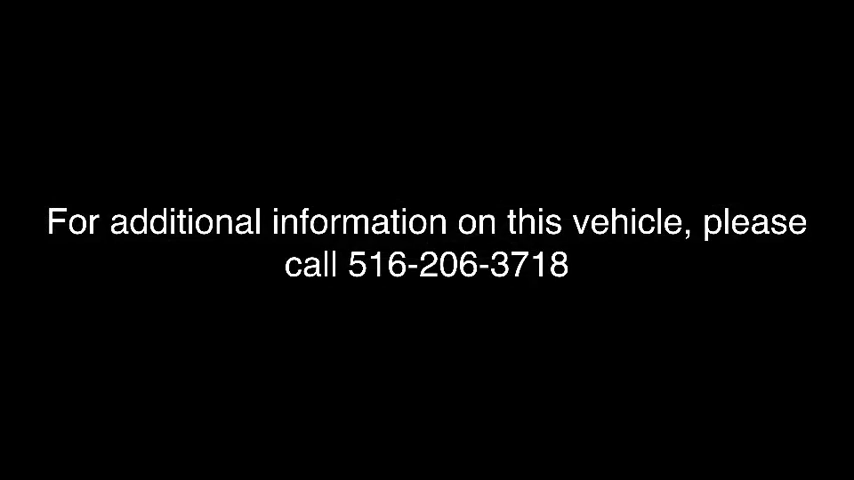 For additional information on this vehicle, please
call 516-206-3718